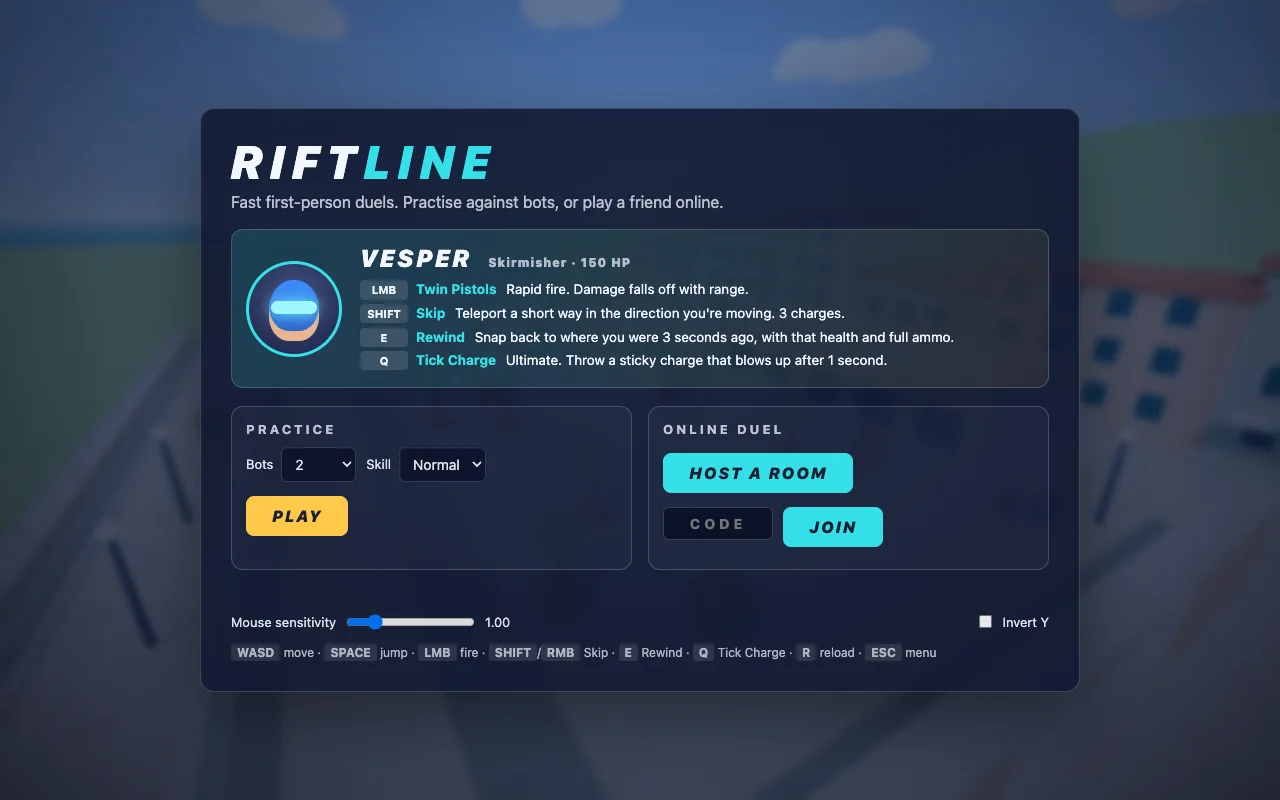 RIFTLINE
Fast first-person duels. Practise against bots, or play a friend online.
VESPER Skirmisher · 150 HP
LMB Twin Pistols Rapid fire. Damage falls off with range.
SHIFT Skip Teleport a short way in the direction you're moving. 3 charges.
E Rewind Snap back to where you were 3 seconds ago, with that health and full ammo.
Q Tick Charge Ultimate. Throw a sticky charge that blows up after 1 second.
PRACTICE
Bots 2 Skill Normal
PLAY
ONLINE DUEL
HOST A ROOM
CODE JOIN
Mouse sensitivity 1.00 Invert Y
WASD move · SPACE jump · LMB fire · SHIFT / RMB Skip · E Rewind · Q Tick Charge · R reload · ESC menu